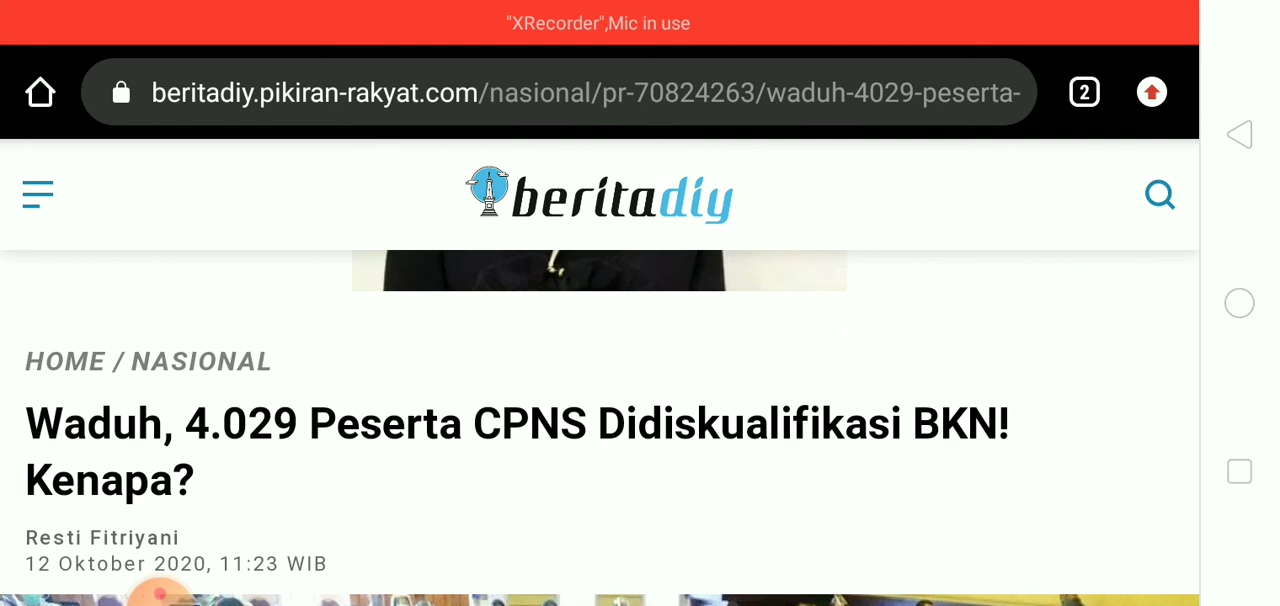 "XRecorder",Mic in use
beritadiy.pikiran-rakyat.com/nasional/pr-70824263/waduh-4029-peserta-
2
beritadiy
HOME / NASIONAL
Waduh, 4.029 Peserta CPNS Didiskualifikasi BKN!
Kenapa?
Resti Fitriyani
12 Oktober 2020, 11:23 WIB